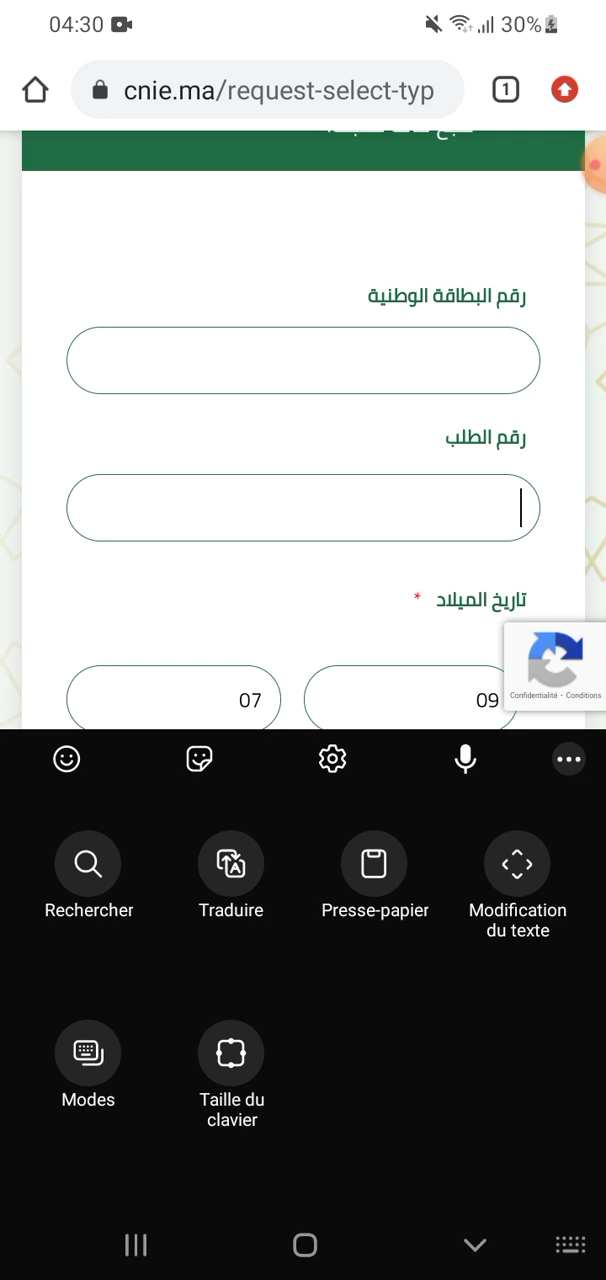 04:30
30%
cnie.ma/request-select-typ
1
رقم البطاقة الوطنية
رقم الطلب
تاريخ الميلاد *
09
07
Confidentialité - Conditions
Rechercher
Traduire
Presse-papier
Modification
du texte
Modes
Taille du
clavier